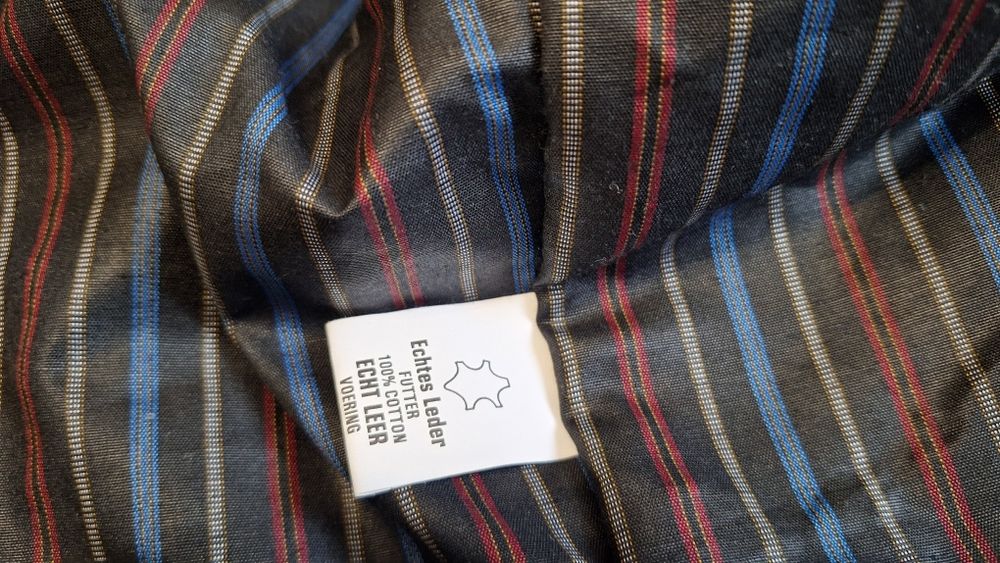 Echtes Leder
FUTTER
100% COTTON
ECHT LEER
VOERING